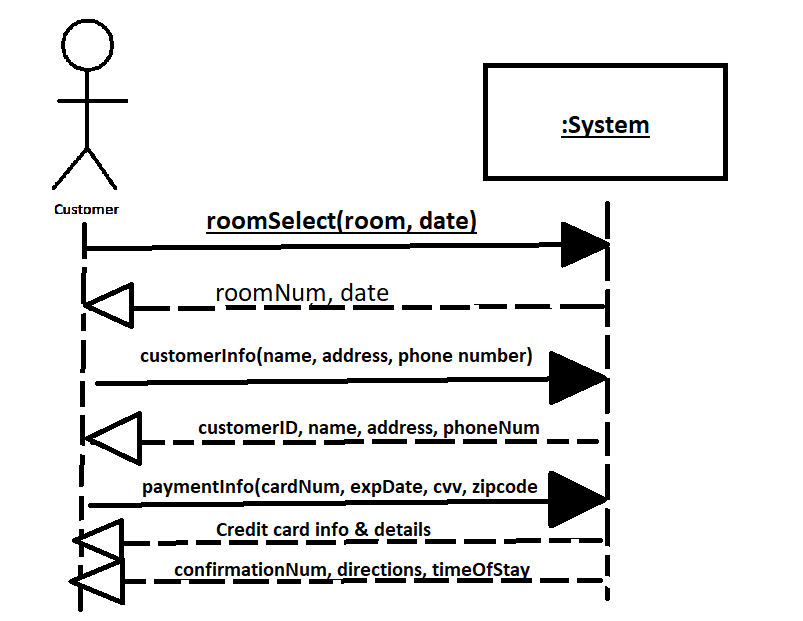 :System
Customer
roomSelect(room, date)
roomNum, date
customerInfo(name, address, phone number)
customerID, name, address, phoneNum
paymentInfo(cardNum, expDate, cvv, zipcode
Credit card info & details
confirmationNum, directions, timeOfStay